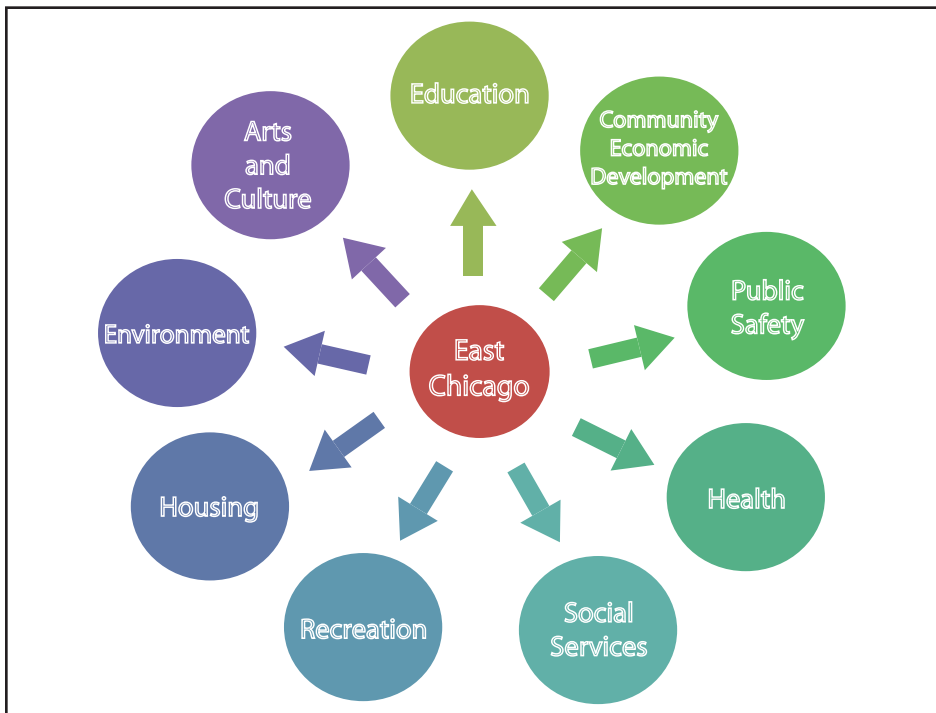 Education
Community
Economic
Development
Arts
and
Culture
Public
Safety
Environment
East
Chicago
Health
Housing
Social
Services
Recreation